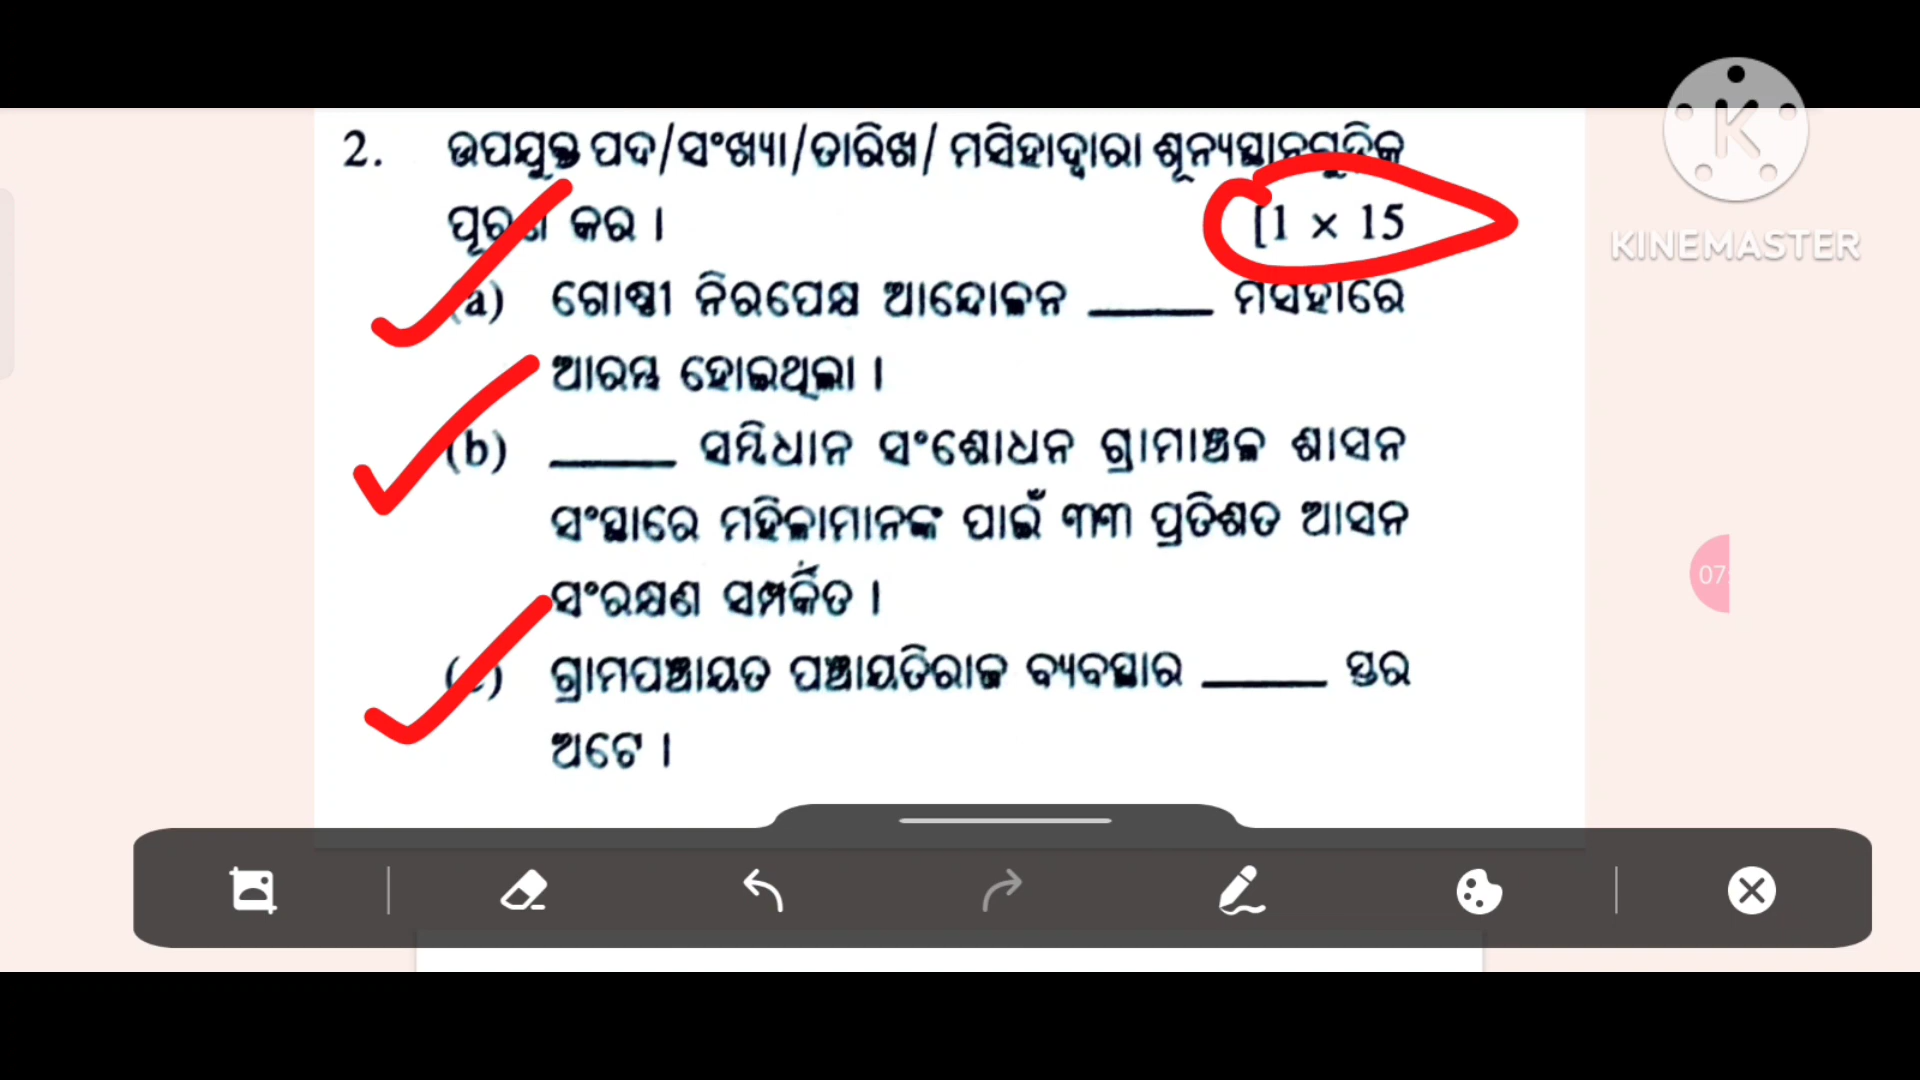 2. ଉପଯୁକ୍ତ ପଦ/ସଂଖ୍ୟା/ତାରିଖ/ ମସିହାଦ୍ୱାରା ଶୂନ୍ୟସ୍ଥାନଗୁଡିକ
ପୂରଣ କର । [1 × 15
(a) ଗୋଷ୍ଠୀ ନିରପେକ୍ଷ ଆନ୍ଦୋଳନ _____ ମସିହାରେ
ଆରମ୍ଭ ହୋଇଥିଲା ।
(b) _____ ସମ୍ବିଧାନ ସଂଶୋଧନ ଗ୍ରାମାଞ୍ଚଳ ଶାସନ
ସଂସ୍ଥାରେ ମହିଳାମାନଙ୍କ ପାଇଁ ୩୩ ପ୍ରତିଶତ ଆସନ
ସଂରକ୍ଷଣ ସମ୍ପର୍କିତ ।
(c) ଗ୍ରାମପଞ୍ଚାୟତ ପଞ୍ଚାୟତିରାଜ ବ୍ୟବସ୍ଥାର _____ ସ୍ତର
ଅଟେ ।
K
KINEMASTER
07